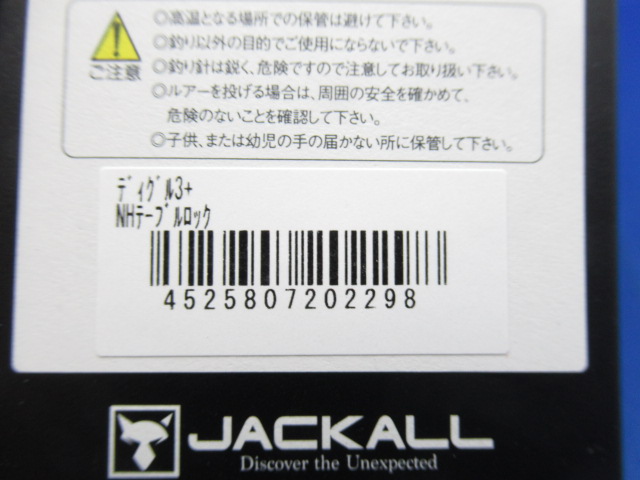 ◎高温となる場所での保管は避けて下さい。
◎釣り以外の目的でご使用にならないで下さい。
ご注意
◎釣り針は鋭く、危険ですので注意してお取り扱い下さい。
◎ルアーを投げる場合は、周囲の安全を確かめて、
危険のないことを確認して下さい。
◎子供、または幼児の手の届かない所に保管して下さい。
ディグル3+
NHテーブルロック
4525807202298
JACKALL
Discover the Unexpected